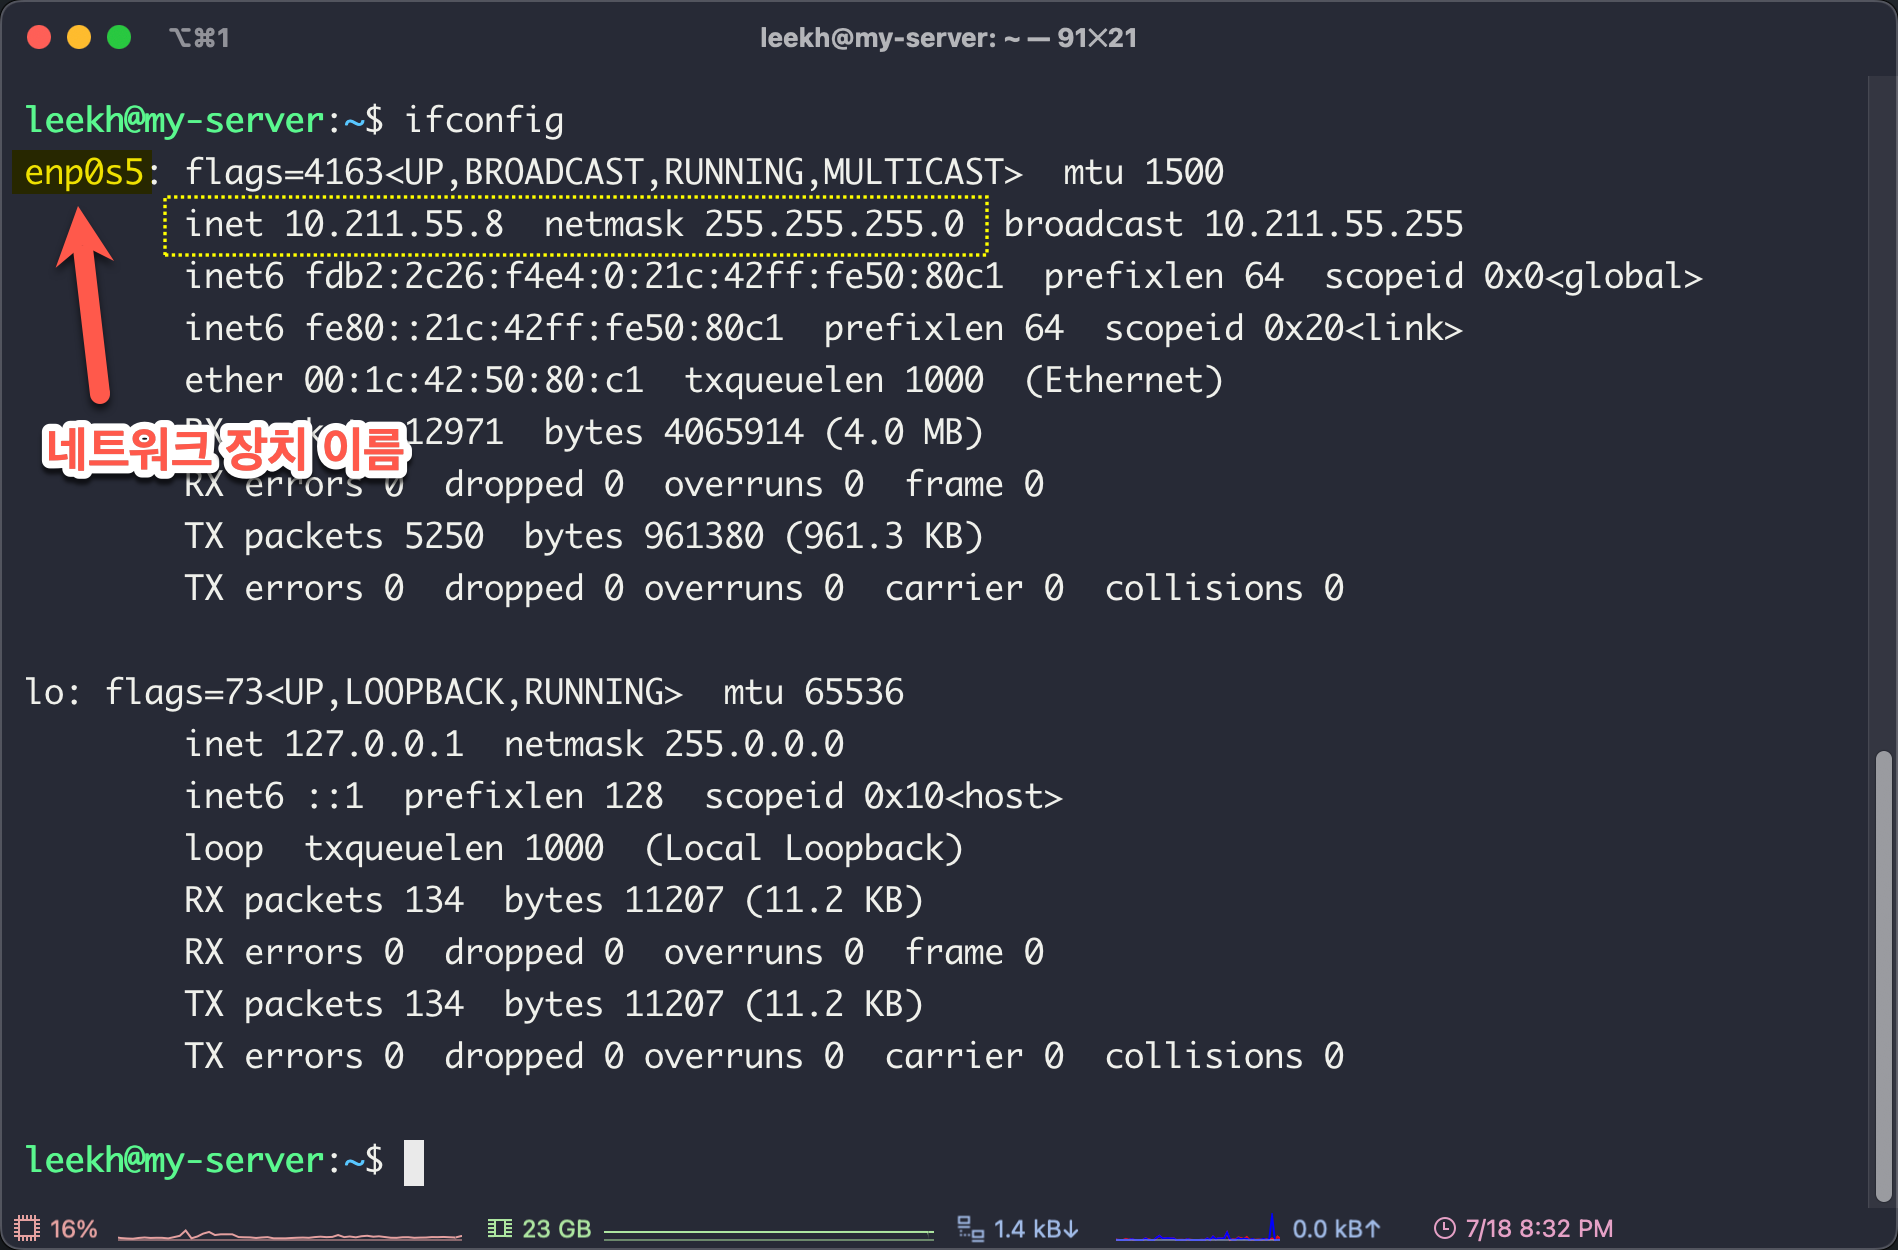 ⌥⌘1
leekh@my-server: ~ — 91✕21
leekh@my-server:~$ ifconfig
enp0s5: flags=4163<UP,BROADCAST,RUNNING,MULTICAST>  mtu 1500
inet 10.211.55.8  netmask 255.255.255.0  broadcast 10.211.55.255
inet6 fdb2:2c26:f4e4:0:21c:42ff:fe50:80c1  prefixlen 64  scopeid 0x0<global>
inet6 fe80::21c:42ff:fe50:80c1  prefixlen 64  scopeid 0x20<link>
ether 00:1c:42:50:80:c1  txqueuelen 1000  (Ethernet)
RX 12971  bytes 4065914 (4.0 MB)
네트워크 장치 이름
RX errors 0  dropped 0  overruns 0  frame 0
TX packets 5250  bytes 961380 (961.3 KB)
TX errors 0  dropped 0 overruns 0  carrier 0  collisions 0
lo: flags=73<UP,LOOPBACK,RUNNING>  mtu 65536
inet 127.0.0.1  netmask 255.0.0.0
inet6 ::1  prefixlen 128  scopeid 0x10<host>
loop  txqueuelen 1000  (Local Loopback)
RX packets 134  bytes 11207 (11.2 KB)
RX errors 0  dropped 0  overruns 0  frame 0
TX packets 134  bytes 11207 (11.2 KB)
TX errors 0  dropped 0 overruns 0  carrier 0  collisions 0
leekh@my-server:~$
16% 23 GB 1.4 kB↓ 0.0 kB↑ 7/18 8:32 PM